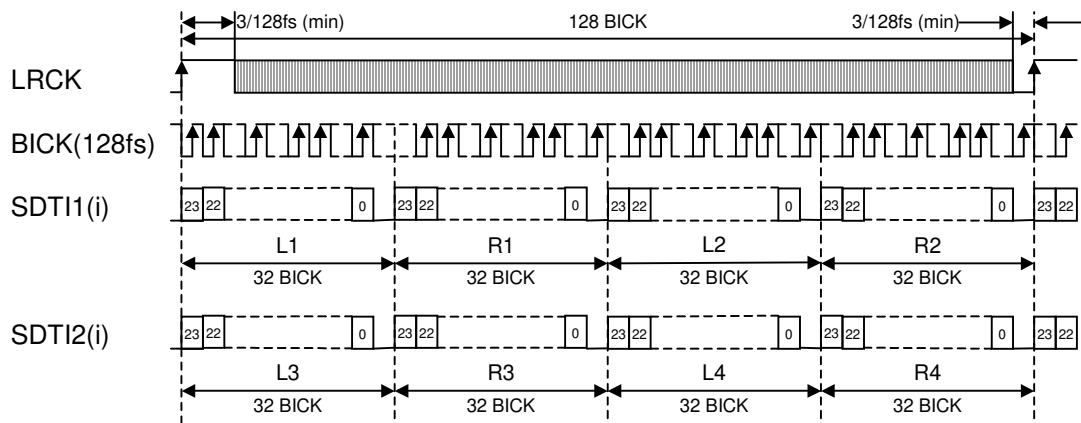 3/128fs (min) 128 BICK 3/128fs (min)
LRCK
BICK(128fs)
SDTI1(i) 23 22 0 23 22 0 23 22 0 23 22 0 23 22
L1 R1 L2 R2
32 BICK 32 BICK 32 BICK 32 BICK
SDTI2(i) 23 22 0 23 22 0 23 22 0 23 22 0 23 22
L3 R3 L4 R4
32 BICK 32 BICK 32 BICK 32 BICK